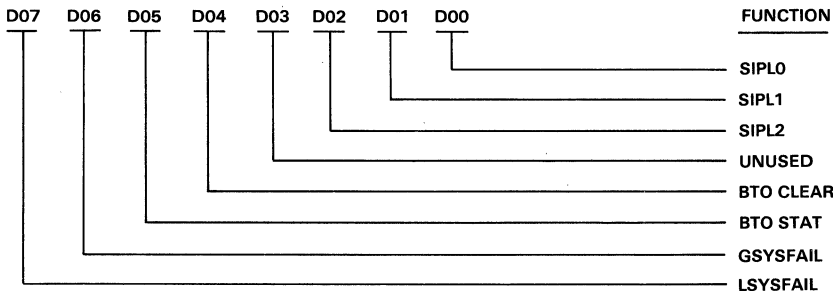 D07 D06 D05 D04 D03 D02 D01 D00 FUNCTION
SIPL0
SIPL1
SIPL2
UNUSED
BTO CLEAR
BTO STAT
GSYSFAIL
LSYSFAIL